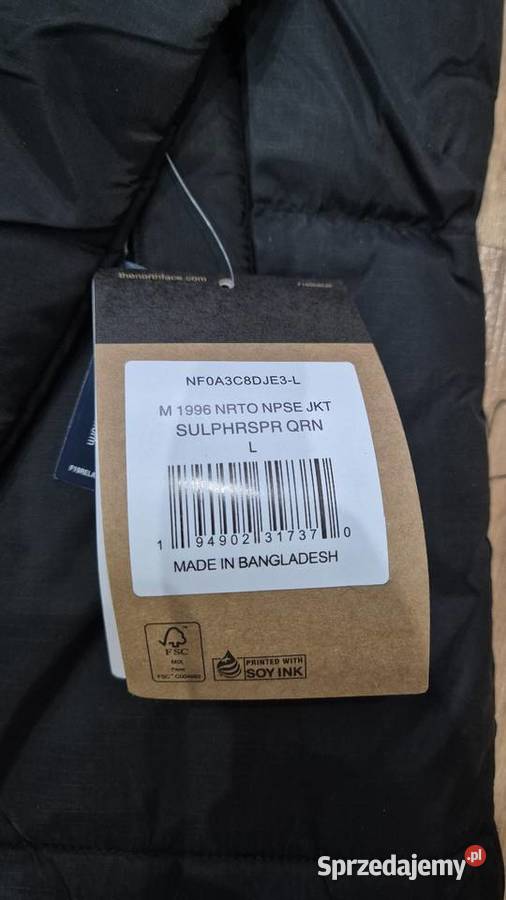 thenorthface.com
NF0A3C8DJE3-L
M 1996 NRTO NPSE JKT
SULPHRSPR QRN
L
1 94902 31737 0
MADE IN BANGLADESH
FSC
MIX
PRINTED WITH
SOY INK
Sprzedajemy.pl